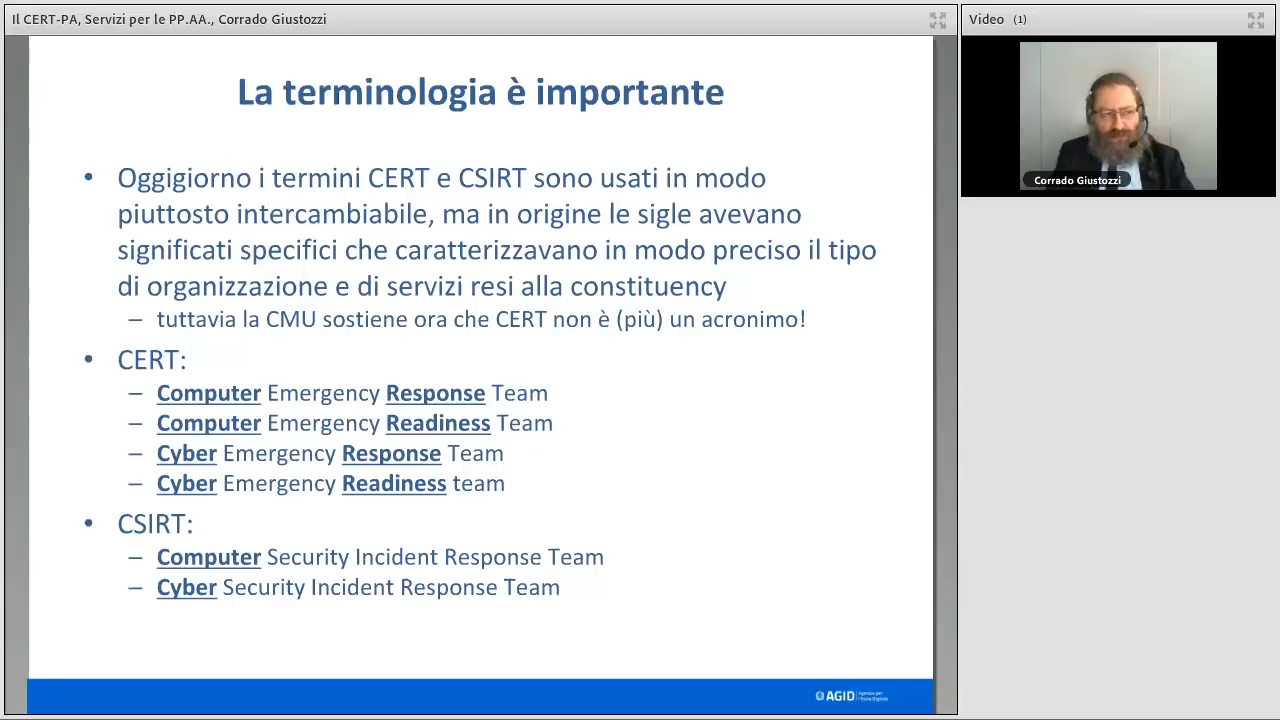 Il CERT-PA, Servizi per le PP.AA., Corrado Giustozzi
Video (1)
La terminologia è importante
• Oggigiorno i termini CERT e CSIRT sono usati in modo
piuttosto intercambiabile, ma in origine le sigle avevano
significati specifici che caratterizzavano in modo preciso il tipo
di organizzazione e di servizi resi alla constituency
– tuttavia la CMU sostiene ora che CERT non è (più) un acronimo!
• CERT:
– Computer Emergency Response Team
– Computer Emergency Readiness Team
– Cyber Emergency Response Team
– Cyber Emergency Readiness team
• CSIRT:
– Computer Security Incident Response Team
– Cyber Security Incident Response Team
Corrado Giustozzi
AGID
Agenzia per
l'Italia Digitale